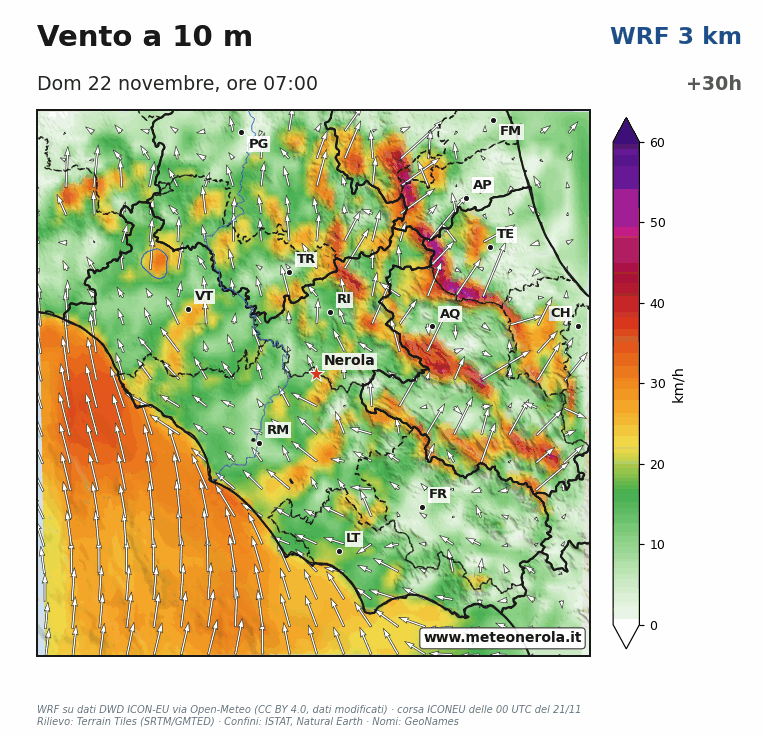 Vento a 10 m
WRF 3 km
Dom 22 novembre, ore 07:00
+30h
FM
PG
AP
TE
TR
VT
RI
AQ
CH
Nerola
RM
FR
LT
www.meteonerola.it
60
50
40
30
20
10
0
km/h
WRF su dati DWD ICON-EU via Open-Meteo (CC BY 4.0, dati modificati) · corsa ICONEU delle 00 UTC del 21/11
Rilievo: Terrain Tiles (SRTM/GMTED) · Confini: ISTAT, Natural Earth · Nomi: GeoNames